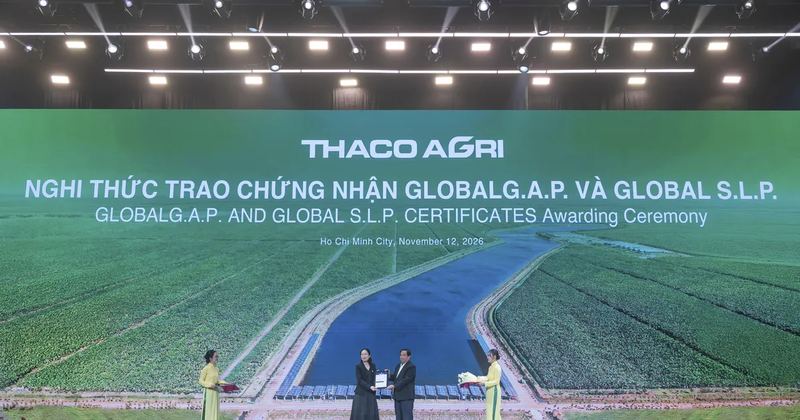 THACO AGRI
NGHI THỨC TRAO CHỨNG NHẬN GLOBALG.A.P. VÀ GLOBAL S.L.P.
GLOBALG.A.P. AND GLOBAL S.L.P. CERTIFICATES Awarding Ceremony
Ho Chi Minh City, November 12, 2026